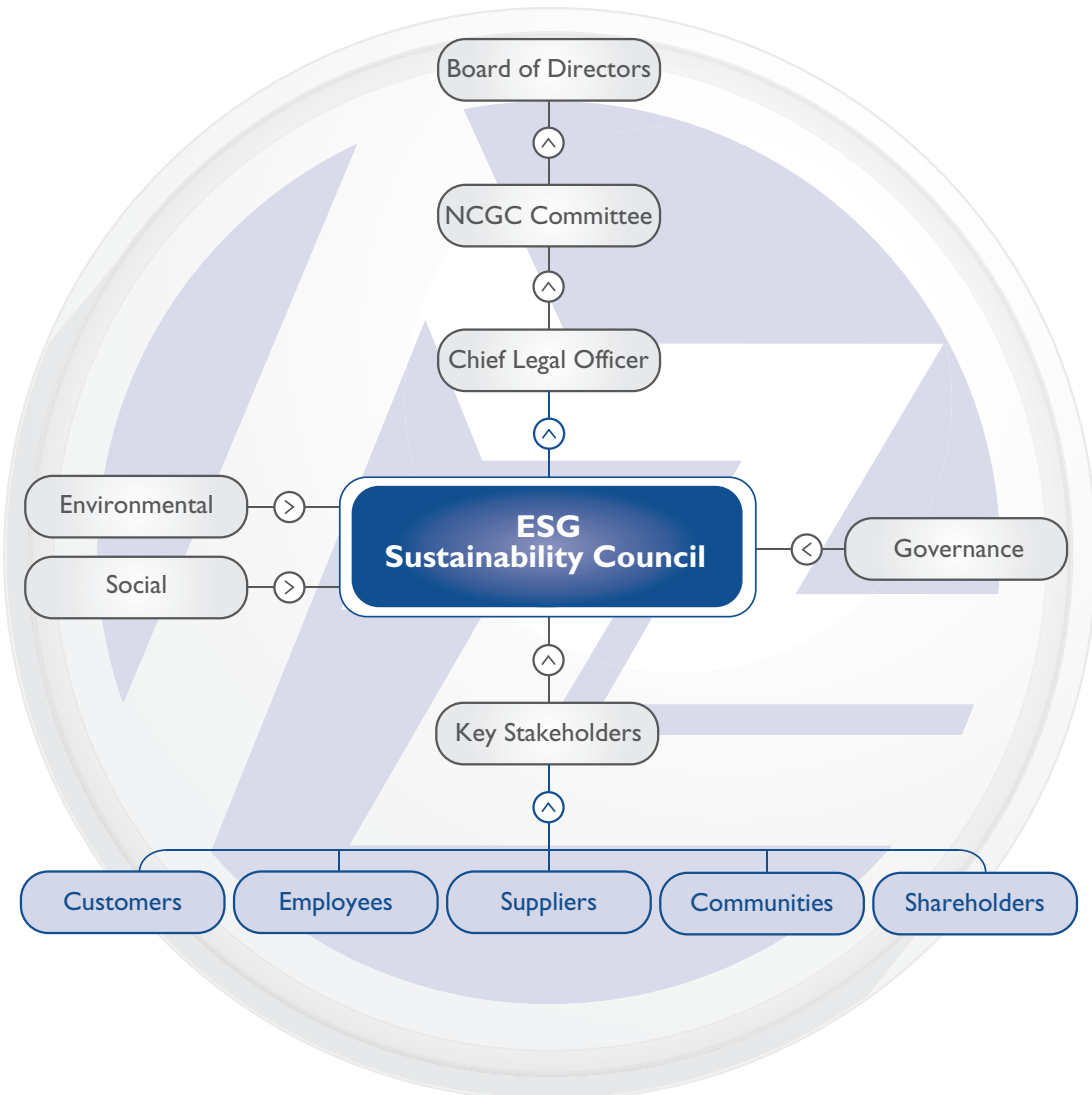 Board of Directors
NCGC Committee
Chief Legal Officer
Environmental
Social
ESG
Sustainability Council
Governance
Key Stakeholders
Customers
Employees
Suppliers
Communities
Shareholders